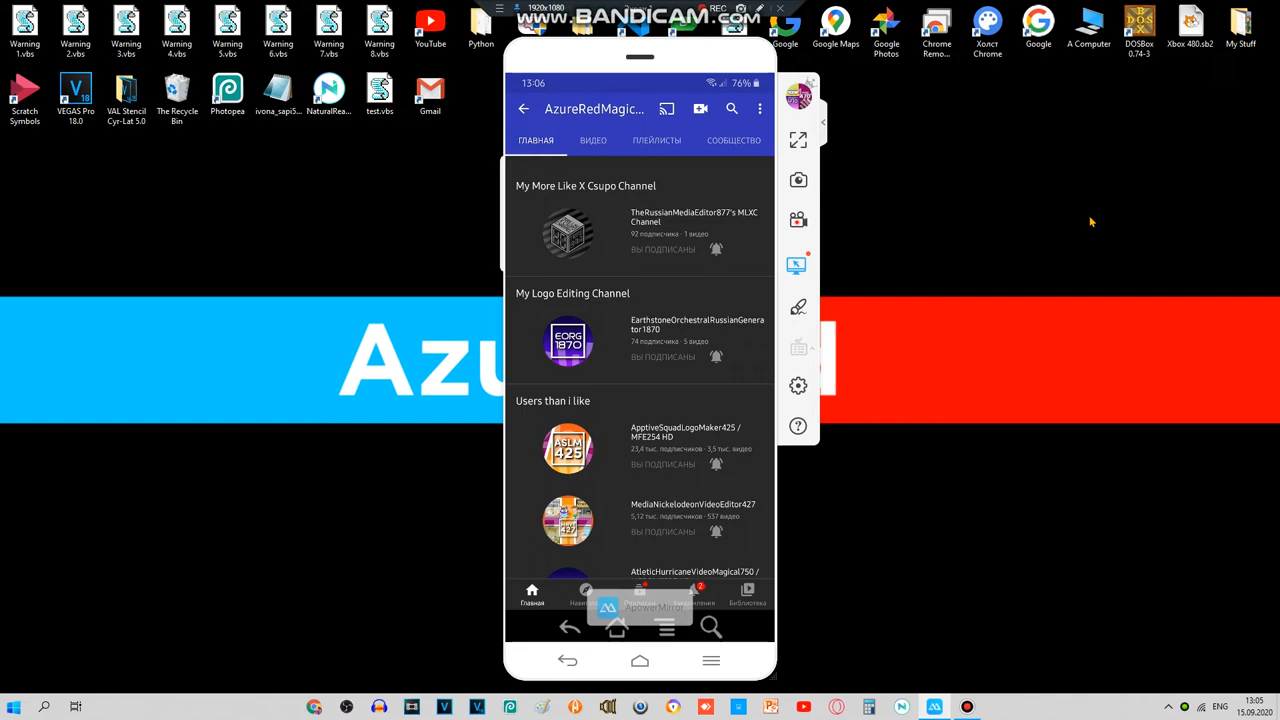 1920x1080
REC
www.BANDICAM.com
Warning 1.vbs
Warning 2.vbs
Warning 3.vbs
Warning 4.vbs
Warning 5.vbs
Warning 6.vbs
Warning 7.vbs
Warning 8.vbs
YouTube
Python
Google
Google Maps
Google Photos
Chrome Remo...
Холст Chrome
Google
A Computer
DOSBox 0.74-3
Xbox 480.sb2
My Stuff
Scratch Symbols
VEGAS Pro 18.0
VAL Stencil Cyr-Lat 5.0
The Recycle Bin
Photopea
ivona_sapi5...
NaturalRea...
test.vbs
Gmail
13:06
76%
AzureRedMagic...
ГЛАВНАЯ
ВИДЕО
ПЛЕЙЛИСТЫ
СООБЩЕСТВО
My More Like X Csupo Channel
TheRussianMediaEditor877's MLXC
Channel
92 подписчика · 1 видео
ВЫ ПОДПИСАНЫ
My Logo Editing Channel
EORG
1870
EarthstoneOrchestralRussianGenera
tor1870
74 подписчика · 5 видео
ВЫ ПОДПИСАНЫ
Users than i like
ASLM
425
ApptiveSquadLogoMaker425 /
MFE254 HD
23,4 тыс. подписчиков · 3,5 тыс. видео
ВЫ ПОДПИСАНЫ
427
MediaNickelodeonVideoEditor427
5,12 тыс. подписчиков · 537 видео
ВЫ ПОДПИСАНЫ
AtleticHurricaneVideoMagical750 /
Главная
2
Библиотека
ApowerMirror
Az
ENG
13:05
15.09.2020